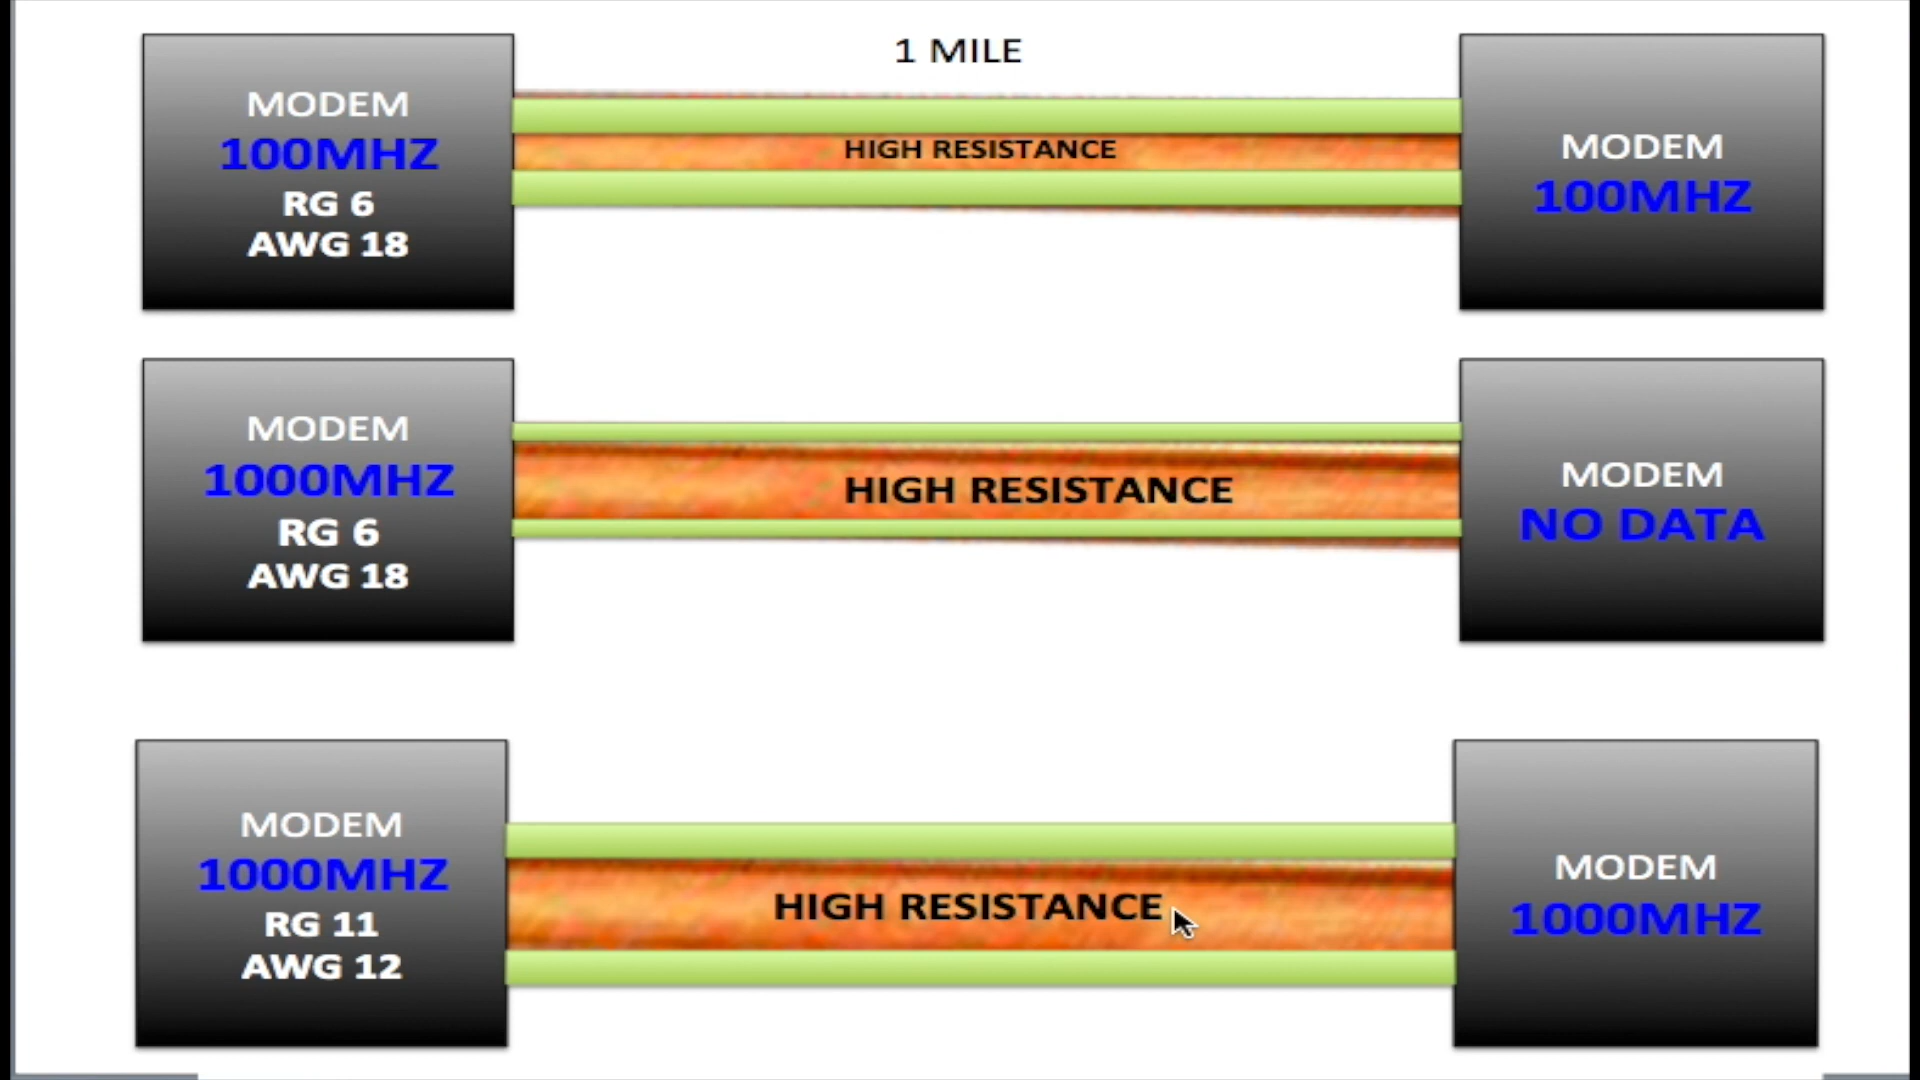 1 MILE
MODEM
100MHZ
RG 6
AWG 18
HIGH RESISTANCE
MODEM
100MHZ
MODEM
1000MHZ
RG 6
AWG 18
HIGH RESISTANCE
MODEM
NO DATA
MODEM
1000MHZ
RG 11
AWG 12
HIGH RESISTANCE
MODEM
1000MHZ